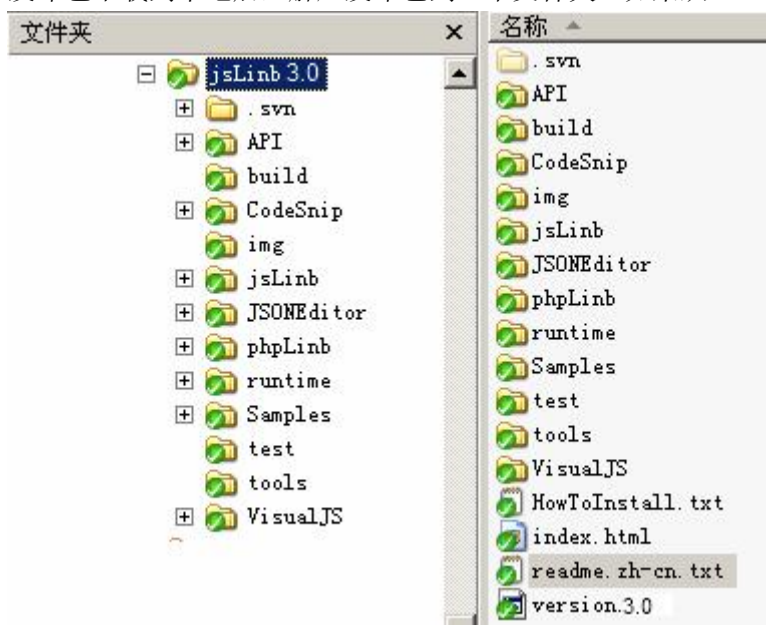 文件夹
jsLinb 3.0
.svn
API
build
CodeSnip
img
jsLinb
JSONEditor
phpLinb
runtime
Samples
test
tools
VisualJS
名称
.svn
API
build
CodeSnip
img
jsLinb
JSONEditor
phpLinb
runtime
Samples
test
tools
VisualJS
HowToInstall.txt
index.html
readme.zh-cn.txt
version.3.0